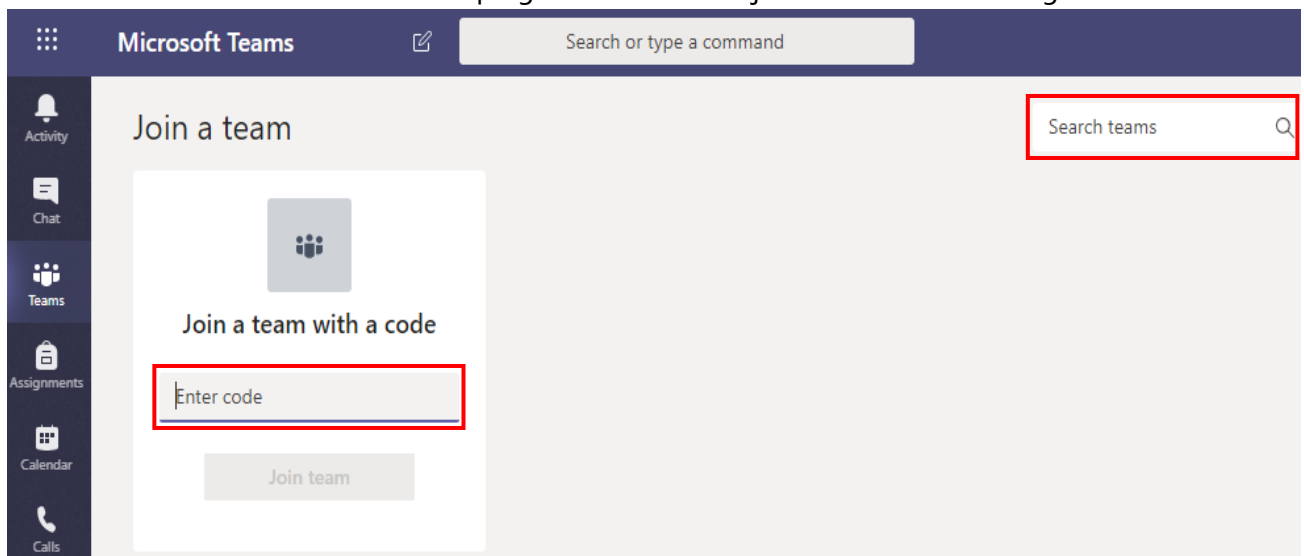 Microsoft Teams
Search or type a command
Activity
Join a team
Search teams
Chat
Teams
Join a team with a code
Assignments
Enter code
Calendar
Join team
Calls